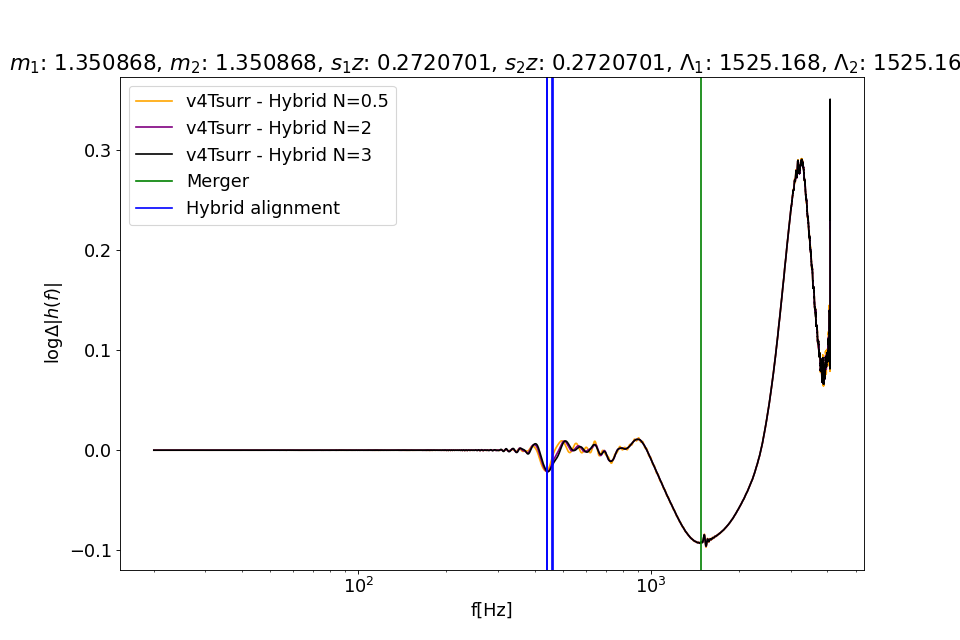 m₁: 1.350868, m₂: 1.350868, s₁z: 0.2720701, s₂z: 0.2720701, Λ₁: 1525.168, Λ₂: 1525.16
v4Tsurr - Hybrid N=0.5
v4Tsurr - Hybrid N=2
v4Tsurr - Hybrid N=3
Merger
Hybrid alignment
logΔ|h(f)|
0.3
0.2
0.1
0.0
−0.1
10² 10³
f[Hz]